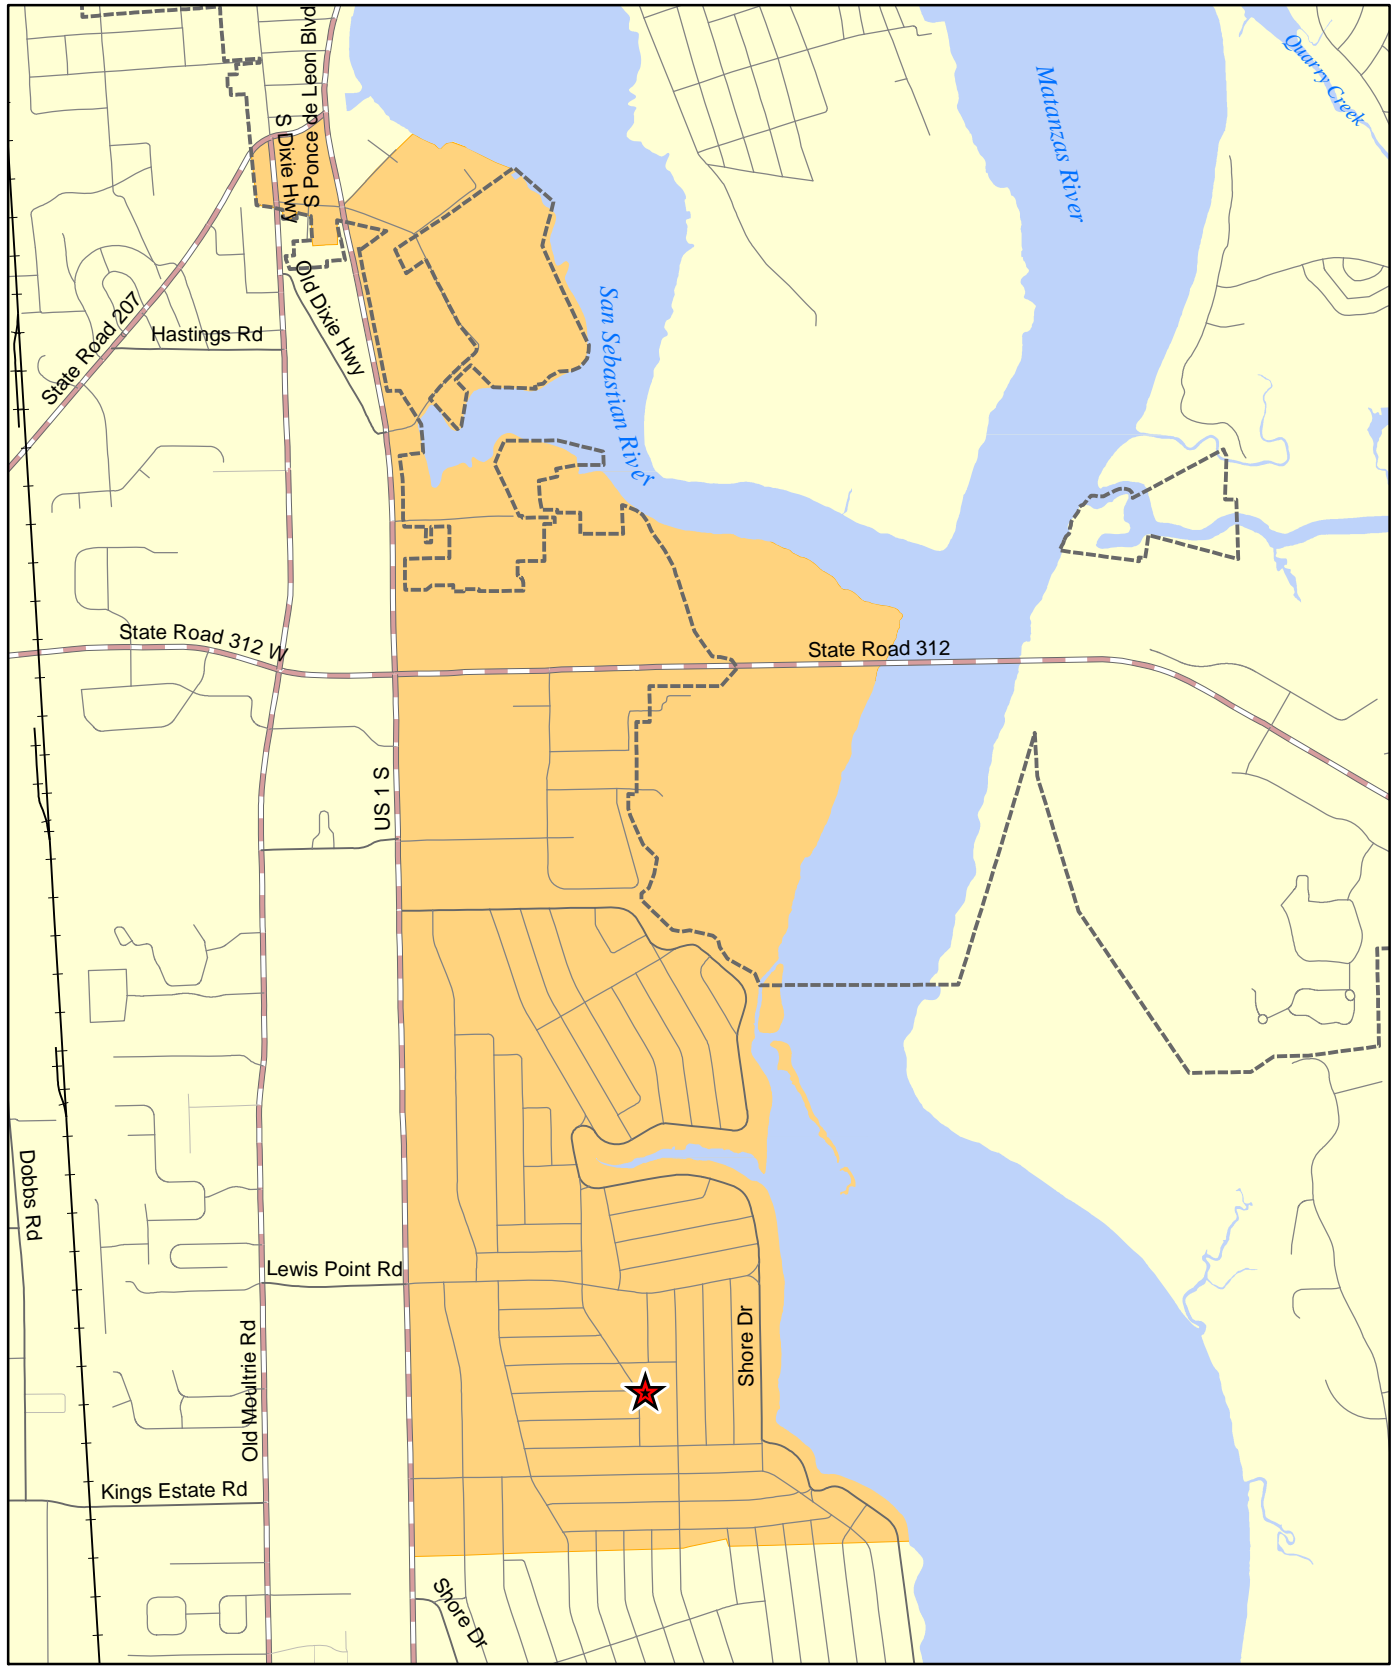 S Ponce de Leon Blvd
Quarry Creek
Matanzas River
S Dixie Hwy
Old Dixie Hwy
San Sebastian River
State Road 207
Hastings Rd
State Road 312 W
State Road 312
US 1 S
Dobbs Rd
Lewis Point Rd
Shore Dr
Old Moultrie Rd
Kings Estate Rd
Shore Dr